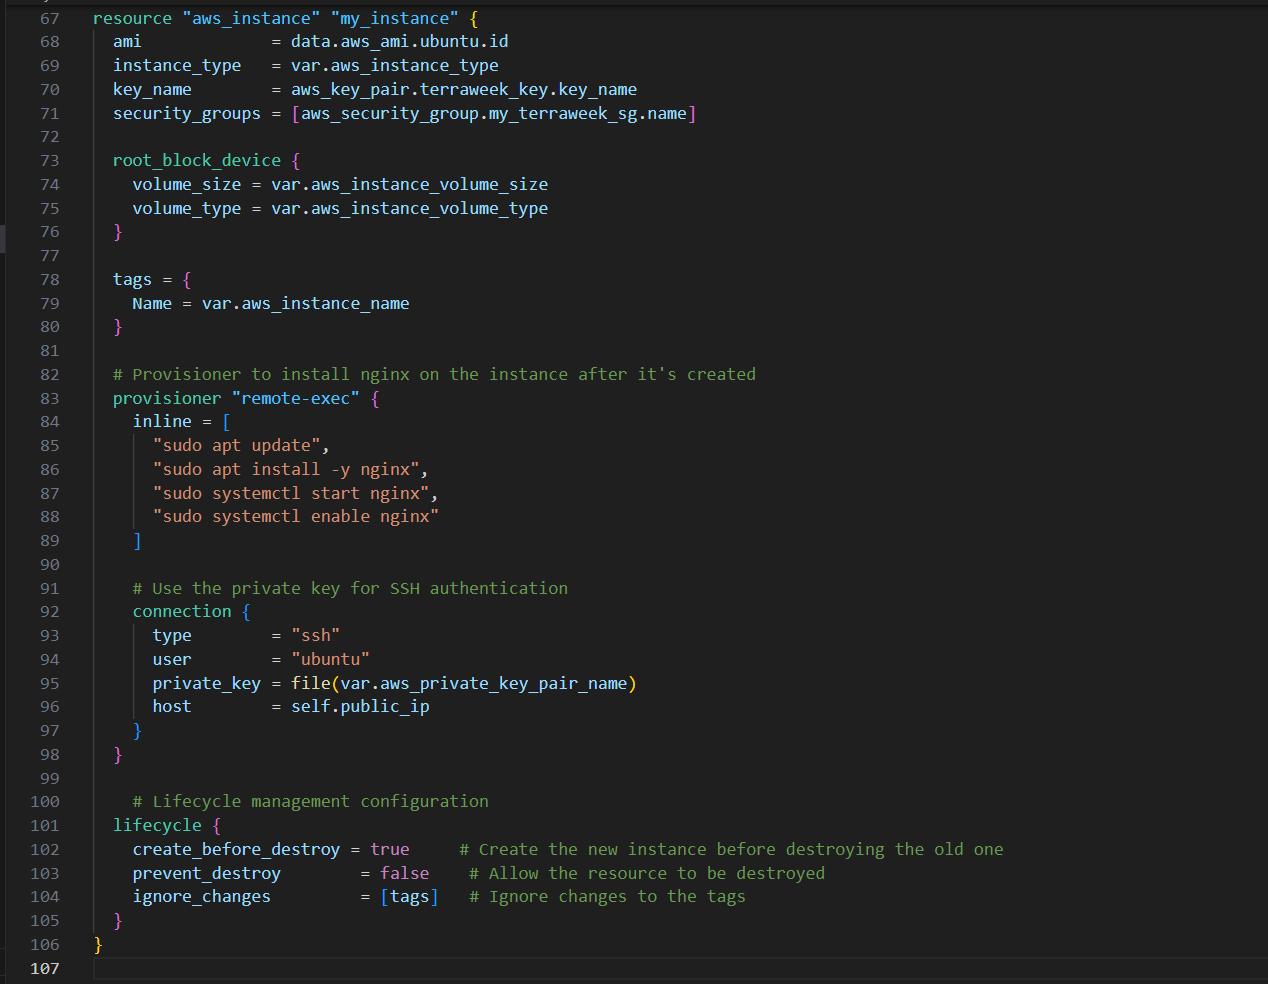 67 resource "aws_instance" "my_instance" {
68   ami             = data.aws_ami.ubuntu.id
69   instance_type   = var.aws_instance_type
70   key_name        = aws_key_pair.terraweek_key.key_name
71   security_groups = [aws_security_group.my_terraweek_sg.name]
72
73   root_block_device {
74     volume_size = var.aws_instance_volume_size
75     volume_type = var.aws_instance_volume_type
76   }
77
78   tags = {
79     Name = var.aws_instance_name
80   }
81
82   # Provisioner to install nginx on the instance after it's created
83   provisioner "remote-exec" {
84     inline = [
85       "sudo apt update",
86       "sudo apt install -y nginx",
87       "sudo systemctl start nginx",
88       "sudo systemctl enable nginx"
89     ]
90
91     # Use the private key for SSH authentication
92     connection {
93       type        = "ssh"
94       user        = "ubuntu"
95       private_key = file(var.aws_private_key_pair_name)
96       host        = self.public_ip
97     }
98   }
99
100     # Lifecycle management configuration
101   lifecycle {
102     create_before_destroy = true     # Create the new instance before destroying the old one
103     prevent_destroy        = false    # Allow the resource to be destroyed
104     ignore_changes         = [tags]   # Ignore changes to the tags
105   }
106 }
107